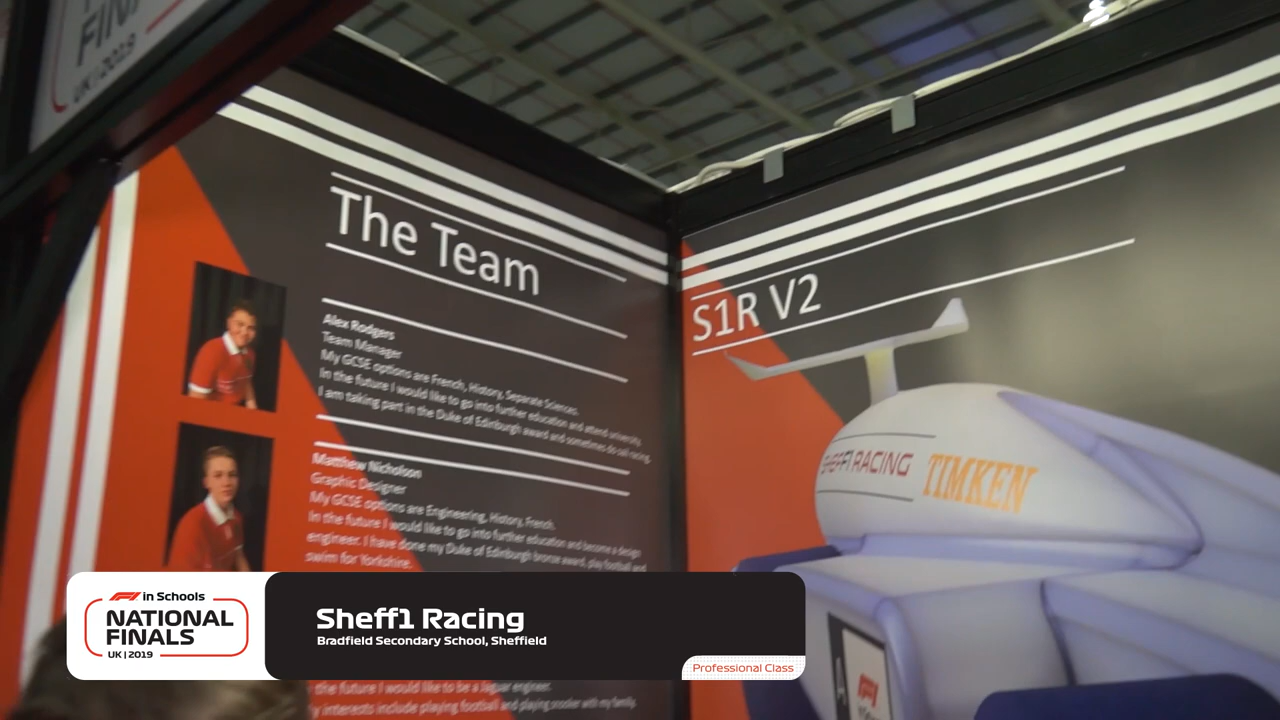 FINALS
UK | 2019
The Team
Alex Rodgers
Team Manager
My GCSE options are French, History, Separate Sciences.
In the future I would like to go into further education and attend university.
I am taking part in the Duke of Edinburgh award and sometimes do sail racing.
Matthew Nicholson
Graphic Designer
My GCSE options are Engineering, History, French.
In the future I would like to go into further education and become a design
engineer. I have done my Duke of Edinburgh bronze award, play football and
swim for Yorkshire.
the future I would like to be a Jaguar engineer.
interests include playing football and playing snooker with my family.
S1R V2
SHEFF1 RACING
TIMKEN
F1 in Schools
NATIONAL
FINALS
UK | 2019
Sheff1 Racing
Bradfield Secondary School, Sheffield
Professional Class